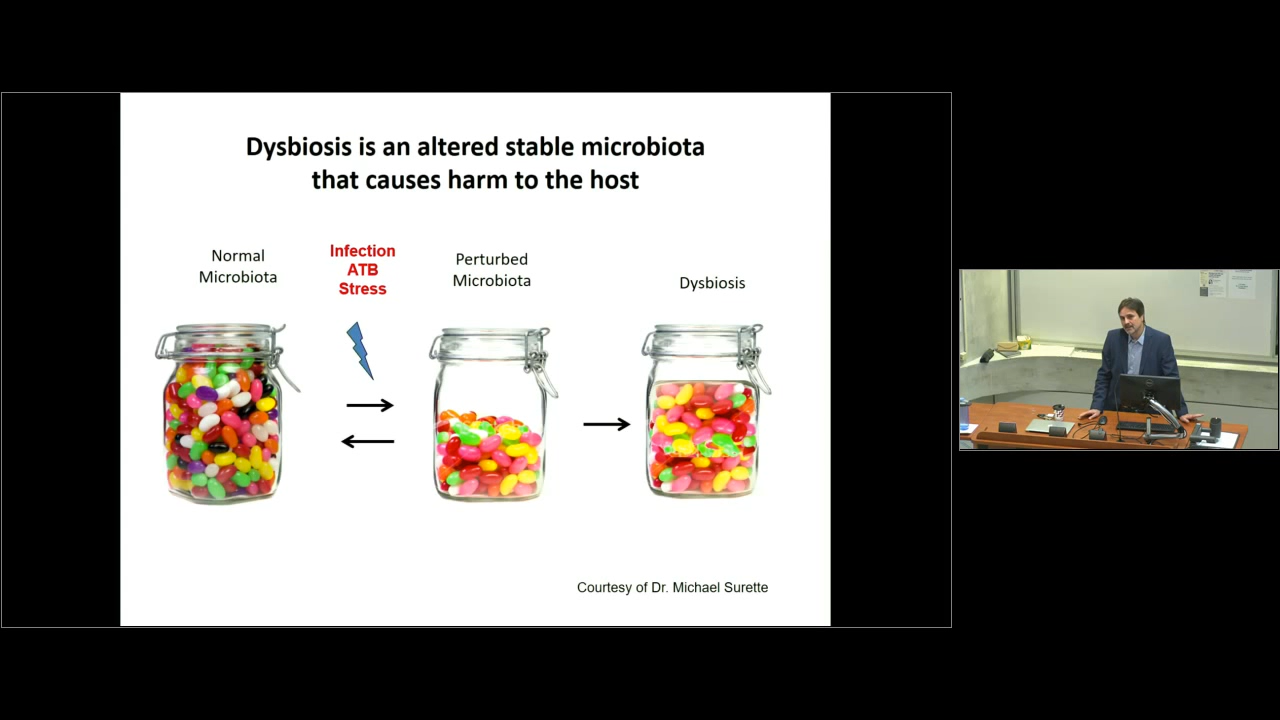 Dysbiosis is an altered stable microbiota
that causes harm to the host
Normal
Microbiota
Infection
ATB
Stress
Perturbed
Microbiota
Dysbiosis
Courtesy of Dr. Michael Surette